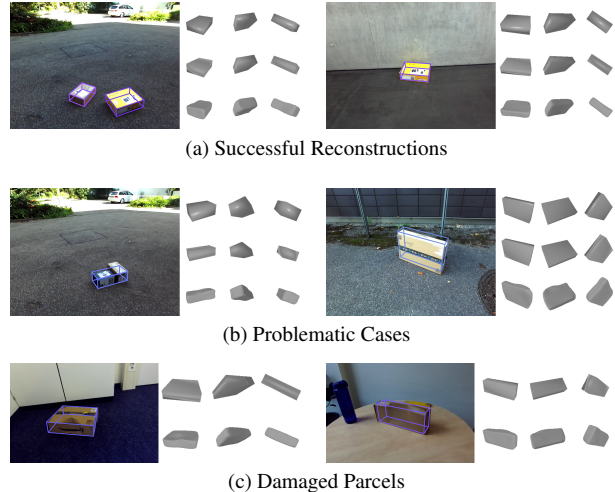 (a) Successful Reconstructions
(b) Problematic Cases
(c) Damaged Parcels